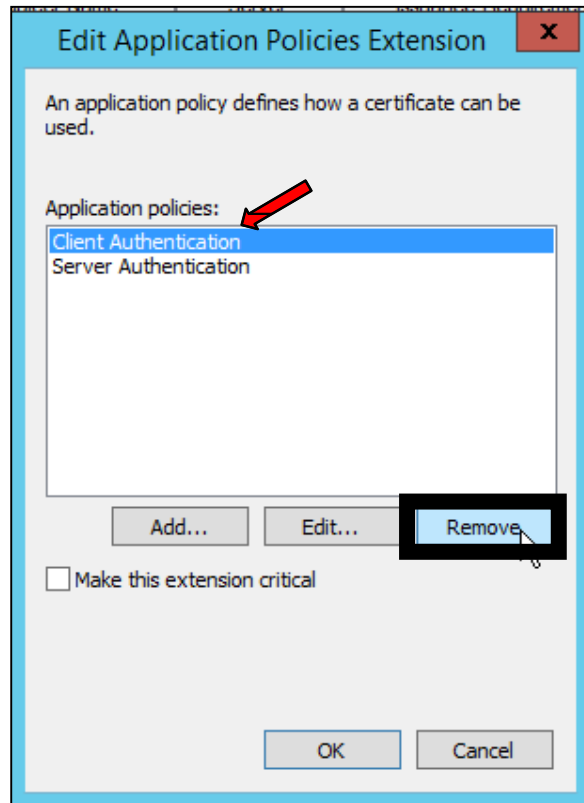 Edit Application Policies Extension
x
An application policy defines how a certificate can be
used.
Application policies:
Client Authentication
Server Authentication
Add...
Edit...
Remove
Make this extension critical
OK
Cancel